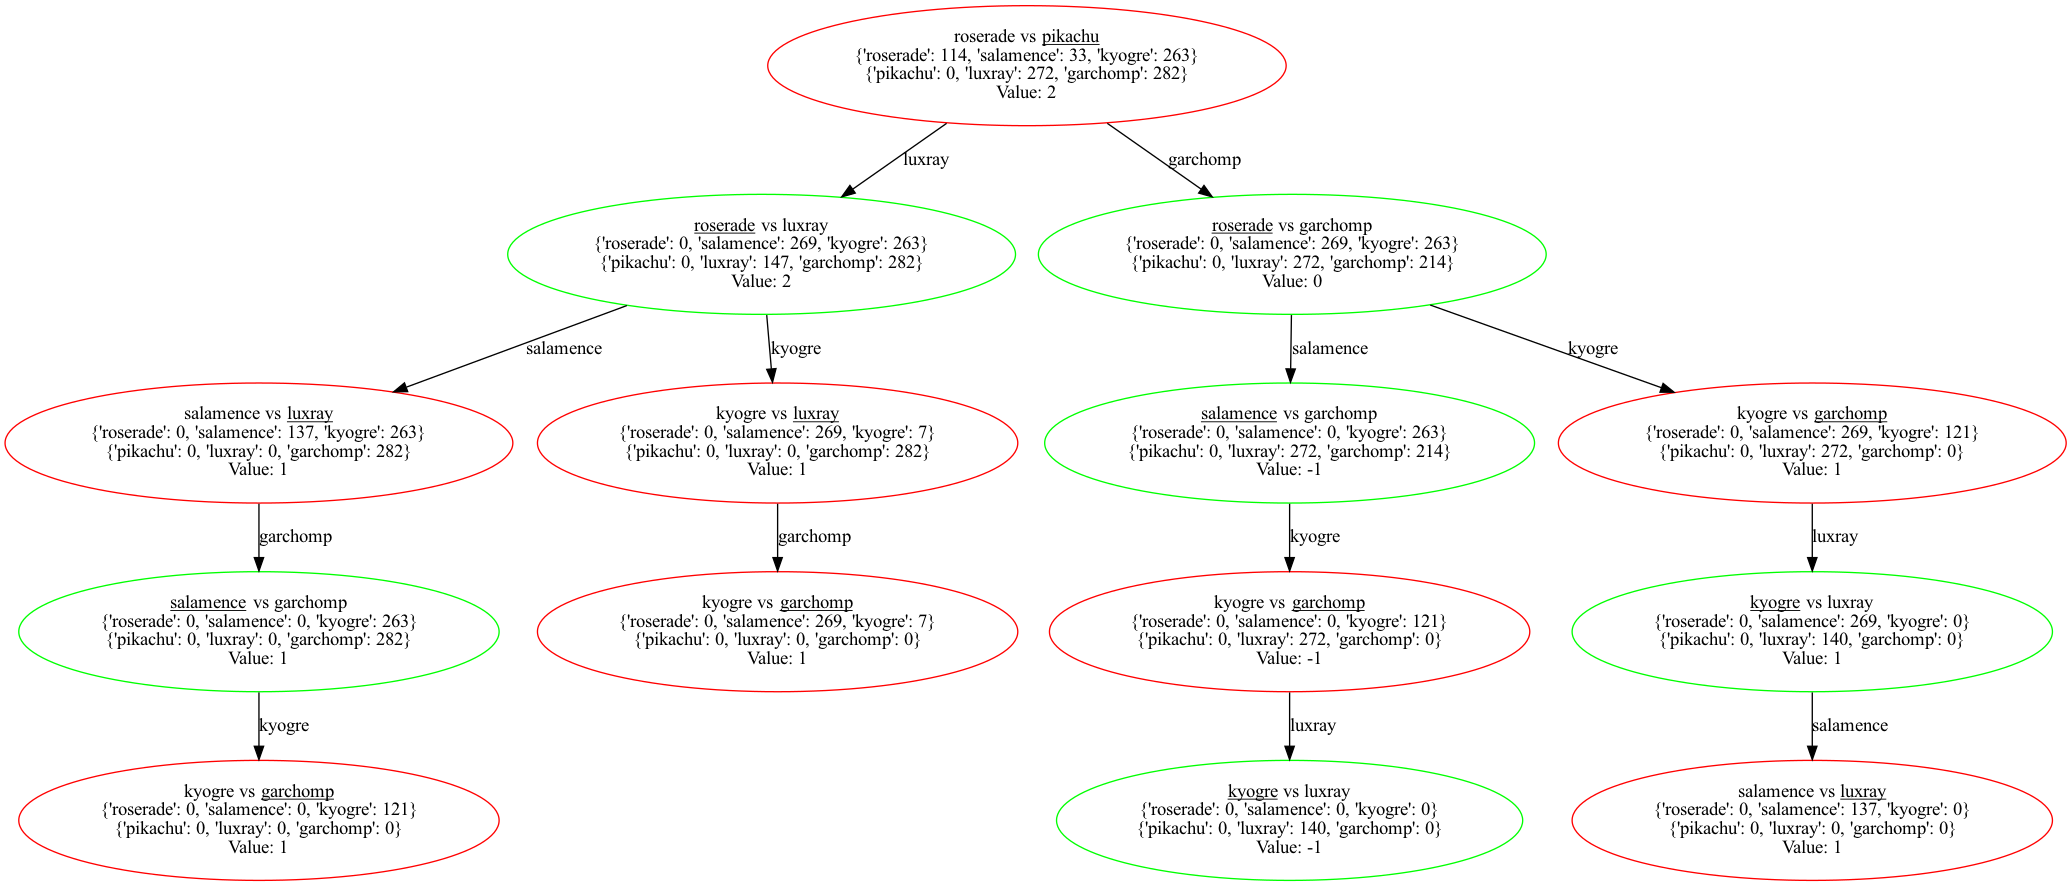 roserade vs pikachu
{'roserade': 114, 'salamence': 33, 'kyogre': 263}
{'pikachu': 0, 'luxray': 272, 'garchomp': 282}
Value: 2
luxray
garchomp
roserade vs luxray
{'roserade': 0, 'salamence': 269, 'kyogre': 263}
{'pikachu': 0, 'luxray': 147, 'garchomp': 282}
Value: 2
roserade vs garchomp
{'roserade': 0, 'salamence': 269, 'kyogre': 263}
{'pikachu': 0, 'luxray': 272, 'garchomp': 214}
Value: 0
salamence
kyogre
salamence
kyogre
salamence vs luxray
{'roserade': 0, 'salamence': 137, 'kyogre': 263}
{'pikachu': 0, 'luxray': 0, 'garchomp': 282}
Value: 1
kyogre vs luxray
{'roserade': 0, 'salamence': 269, 'kyogre': 7}
{'pikachu': 0, 'luxray': 0, 'garchomp': 282}
Value: 1
salamence vs garchomp
{'roserade': 0, 'salamence': 0, 'kyogre': 263}
{'pikachu': 0, 'luxray': 272, 'garchomp': 214}
Value: -1
kyogre vs garchomp
{'roserade': 0, 'salamence': 269, 'kyogre': 121}
{'pikachu': 0, 'luxray': 272, 'garchomp': 0}
Value: 1
garchomp
garchomp
kyogre
luxray
salamence vs garchomp
{'roserade': 0, 'salamence': 0, 'kyogre': 263}
{'pikachu': 0, 'luxray': 0, 'garchomp': 282}
Value: 1
kyogre vs garchomp
{'roserade': 0, 'salamence': 269, 'kyogre': 7}
{'pikachu': 0, 'luxray': 0, 'garchomp': 0}
Value: 1
kyogre vs garchomp
{'roserade': 0, 'salamence': 0, 'kyogre': 121}
{'pikachu': 0, 'luxray': 272, 'garchomp': 0}
Value: -1
kyogre vs luxray
{'roserade': 0, 'salamence': 269, 'kyogre': 0}
{'pikachu': 0, 'luxray': 140, 'garchomp': 0}
Value: 1
kyogre
luxray
salamence
kyogre vs garchomp
{'roserade': 0, 'salamence': 0, 'kyogre': 121}
{'pikachu': 0, 'luxray': 0, 'garchomp': 0}
Value: 1
kyogre vs luxray
{'roserade': 0, 'salamence': 0, 'kyogre': 0}
{'pikachu': 0, 'luxray': 140, 'garchomp': 0}
Value: -1
salamence vs luxray
{'roserade': 0, 'salamence': 137, 'kyogre': 0}
{'pikachu': 0, 'luxray': 0, 'garchomp': 0}
Value: 1